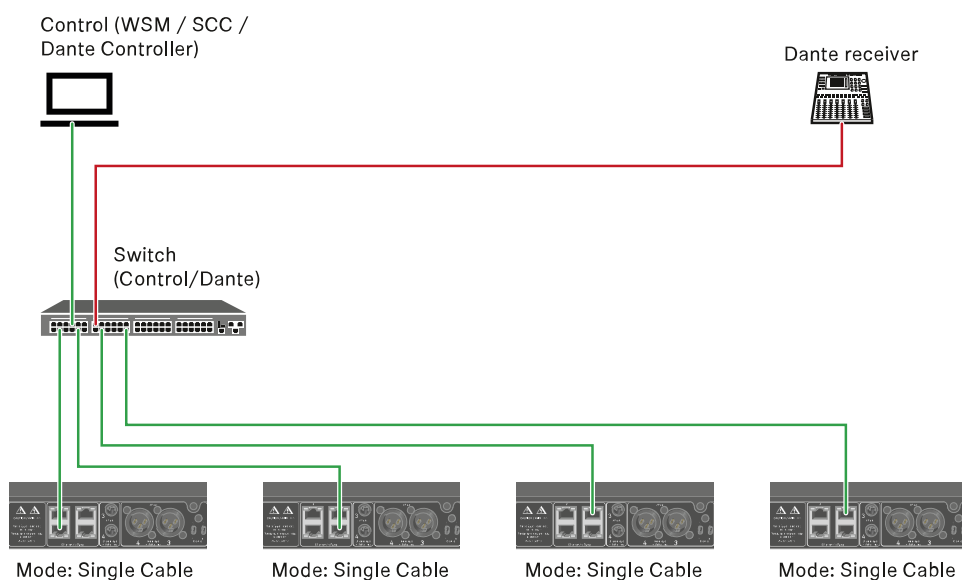 Control (WSM / SCC /
Dante Controller)
Dante receiver
Switch
(Control/Dante)
Mode: Single Cable
Mode: Single Cable
Mode: Single Cable
Mode: Single Cable